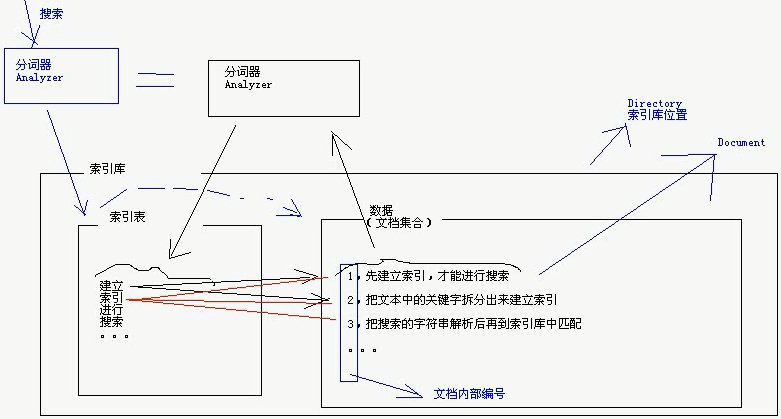 搜索
分词器
Analyzer
分词器
Analyzer
Directory
索引库位置
Document
索引库
索引表
数据
(文档集合)
建立
索引
进行
搜索
。。。
1，先建立索引，才能进行搜索
2，把文本中的关键字拆分出来建立索引
3，把搜索的字符串解析后再到索引库中匹配
。。。
文档内部编号